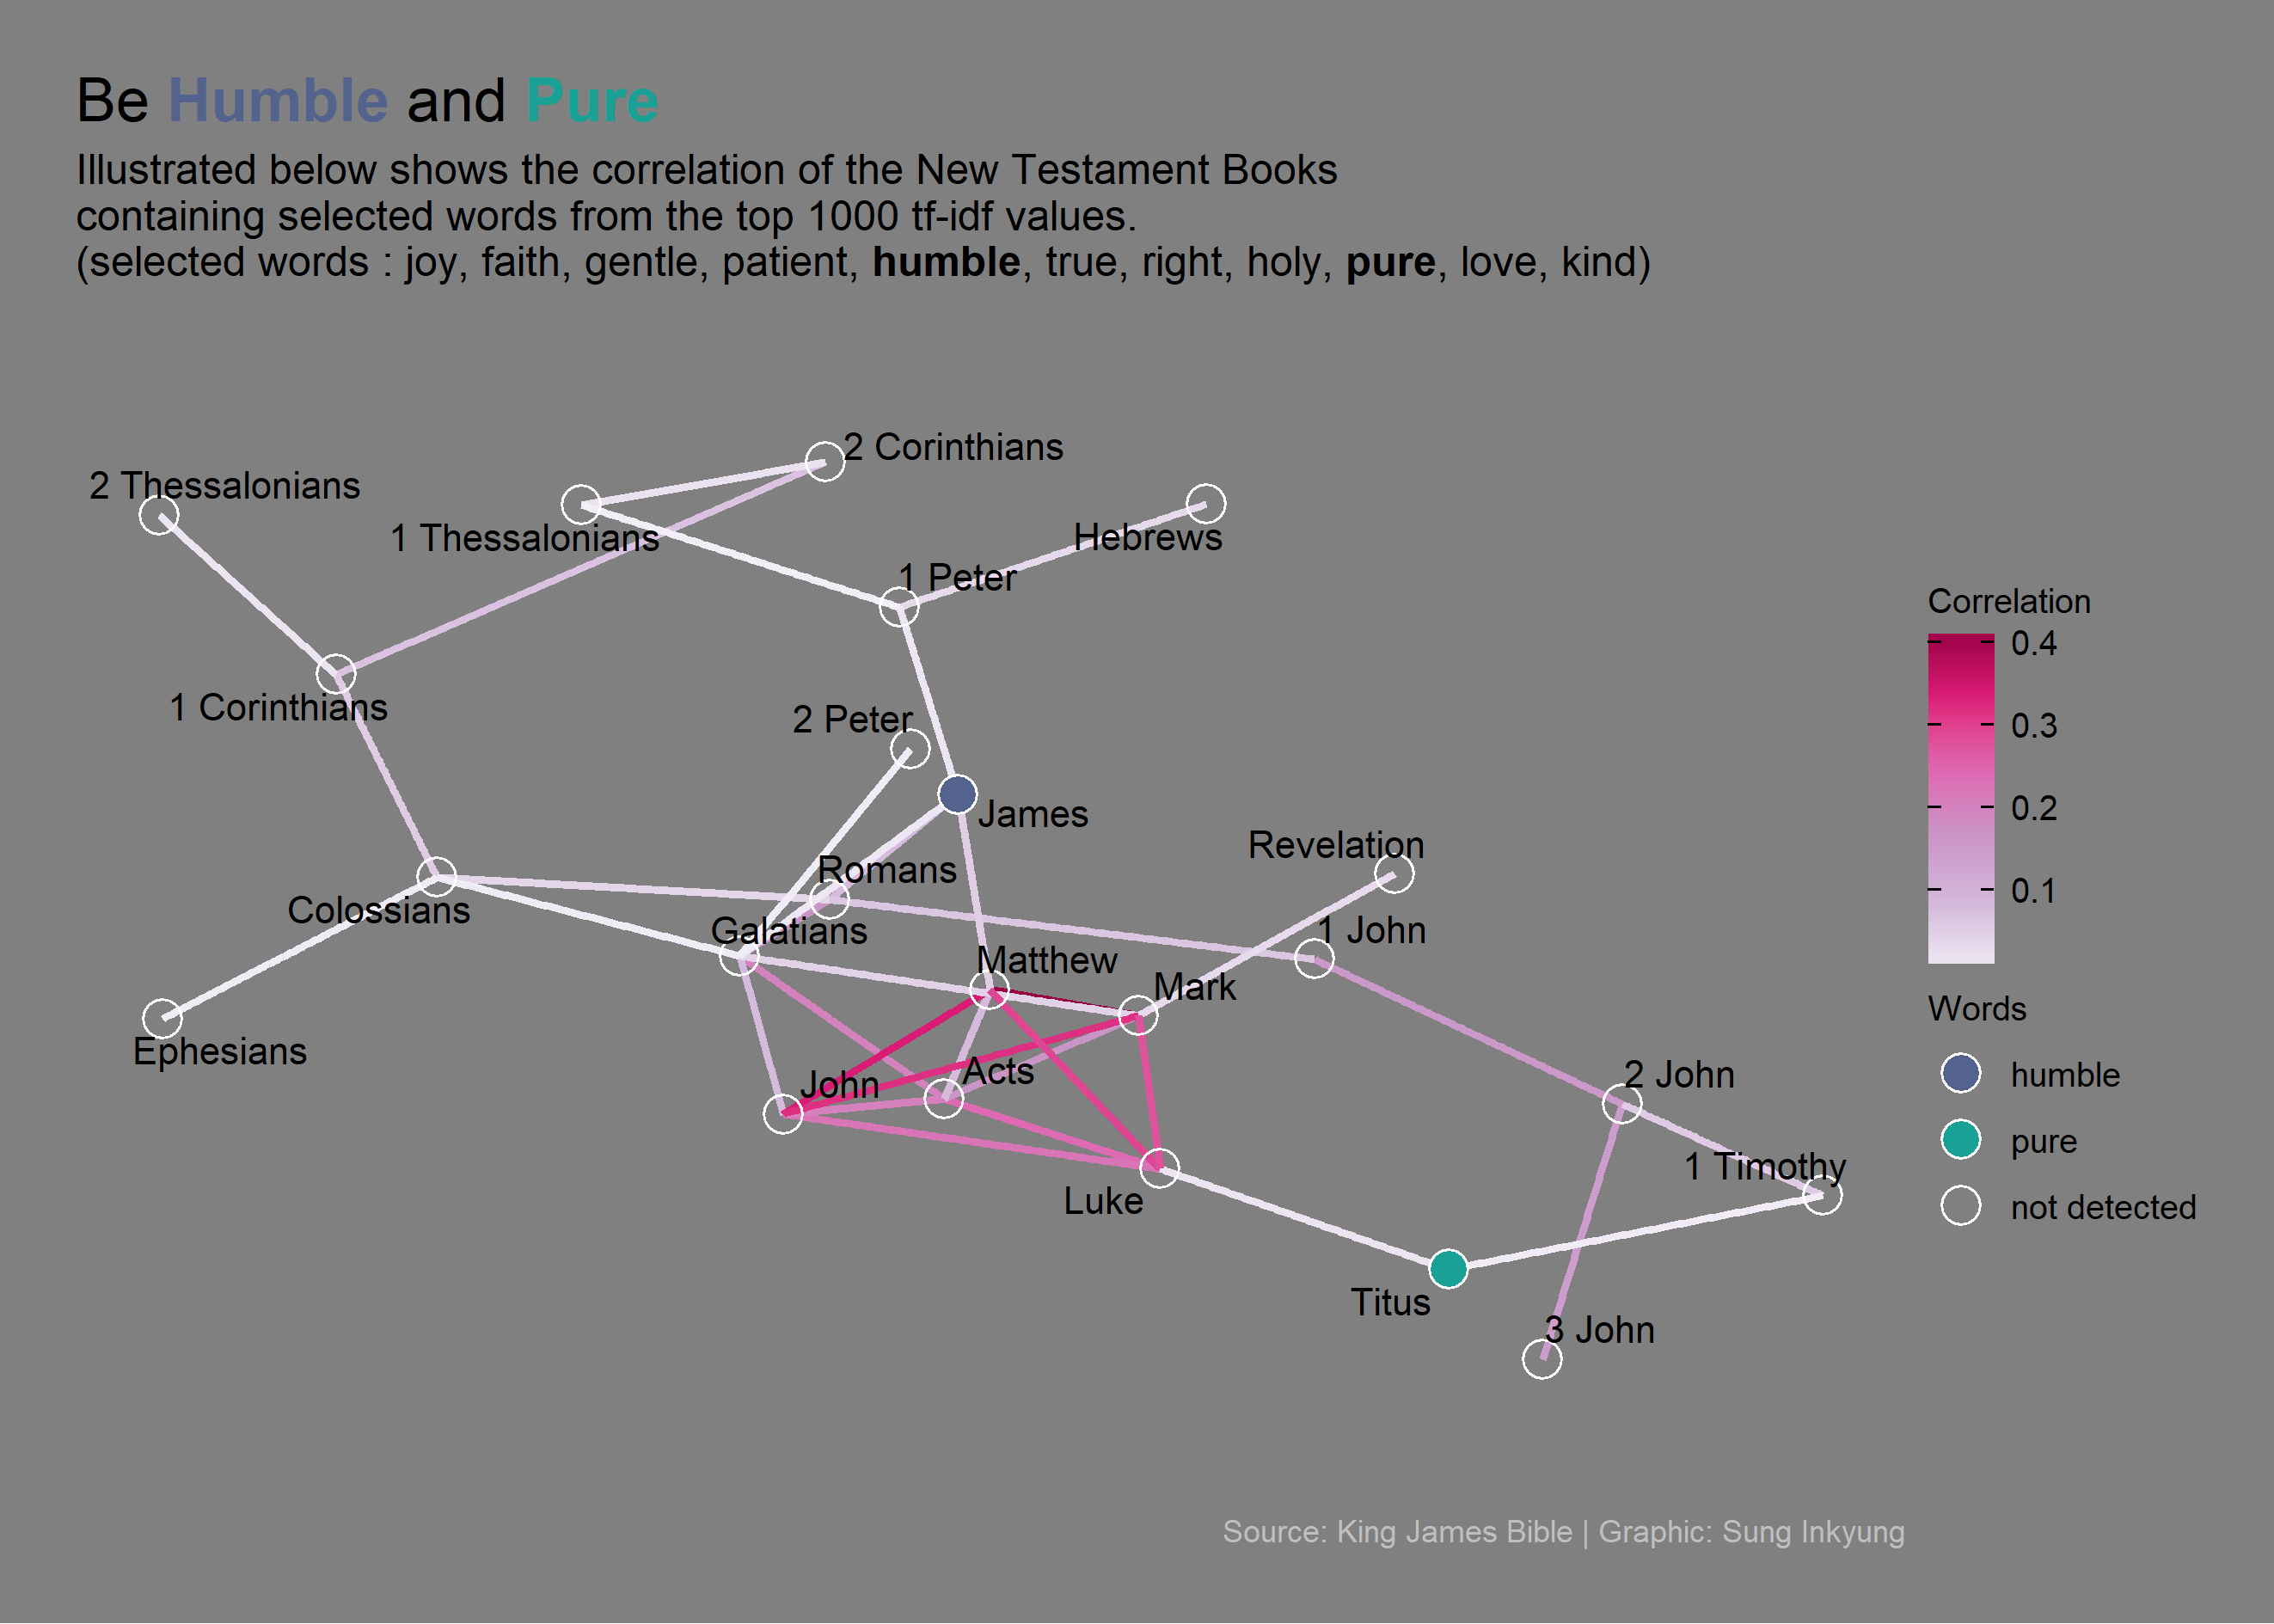 Be Humble and Pure
Illustrated below shows the correlation of the New Testament Books
containing selected words from the top 1000 tf-idf values.
(selected words : joy, faith, gentle, patient, humble, true, right, holy, pure, love, kind)
2 Corinthians
2 Thessalonians
1 Thessalonians
Hebrews
1 Peter
1 Corinthians
2 Peter
James
Revelation
Romans
Colossians
Galatians
1 John
Matthew
Mark
Ephesians
Acts
John
2 John
1 Timothy
Luke
Titus
3 John
Correlation
0.4
0.3
0.2
0.1
Words
humble
pure
not detected
Source: King James Bible | Graphic: Sung Inkyung